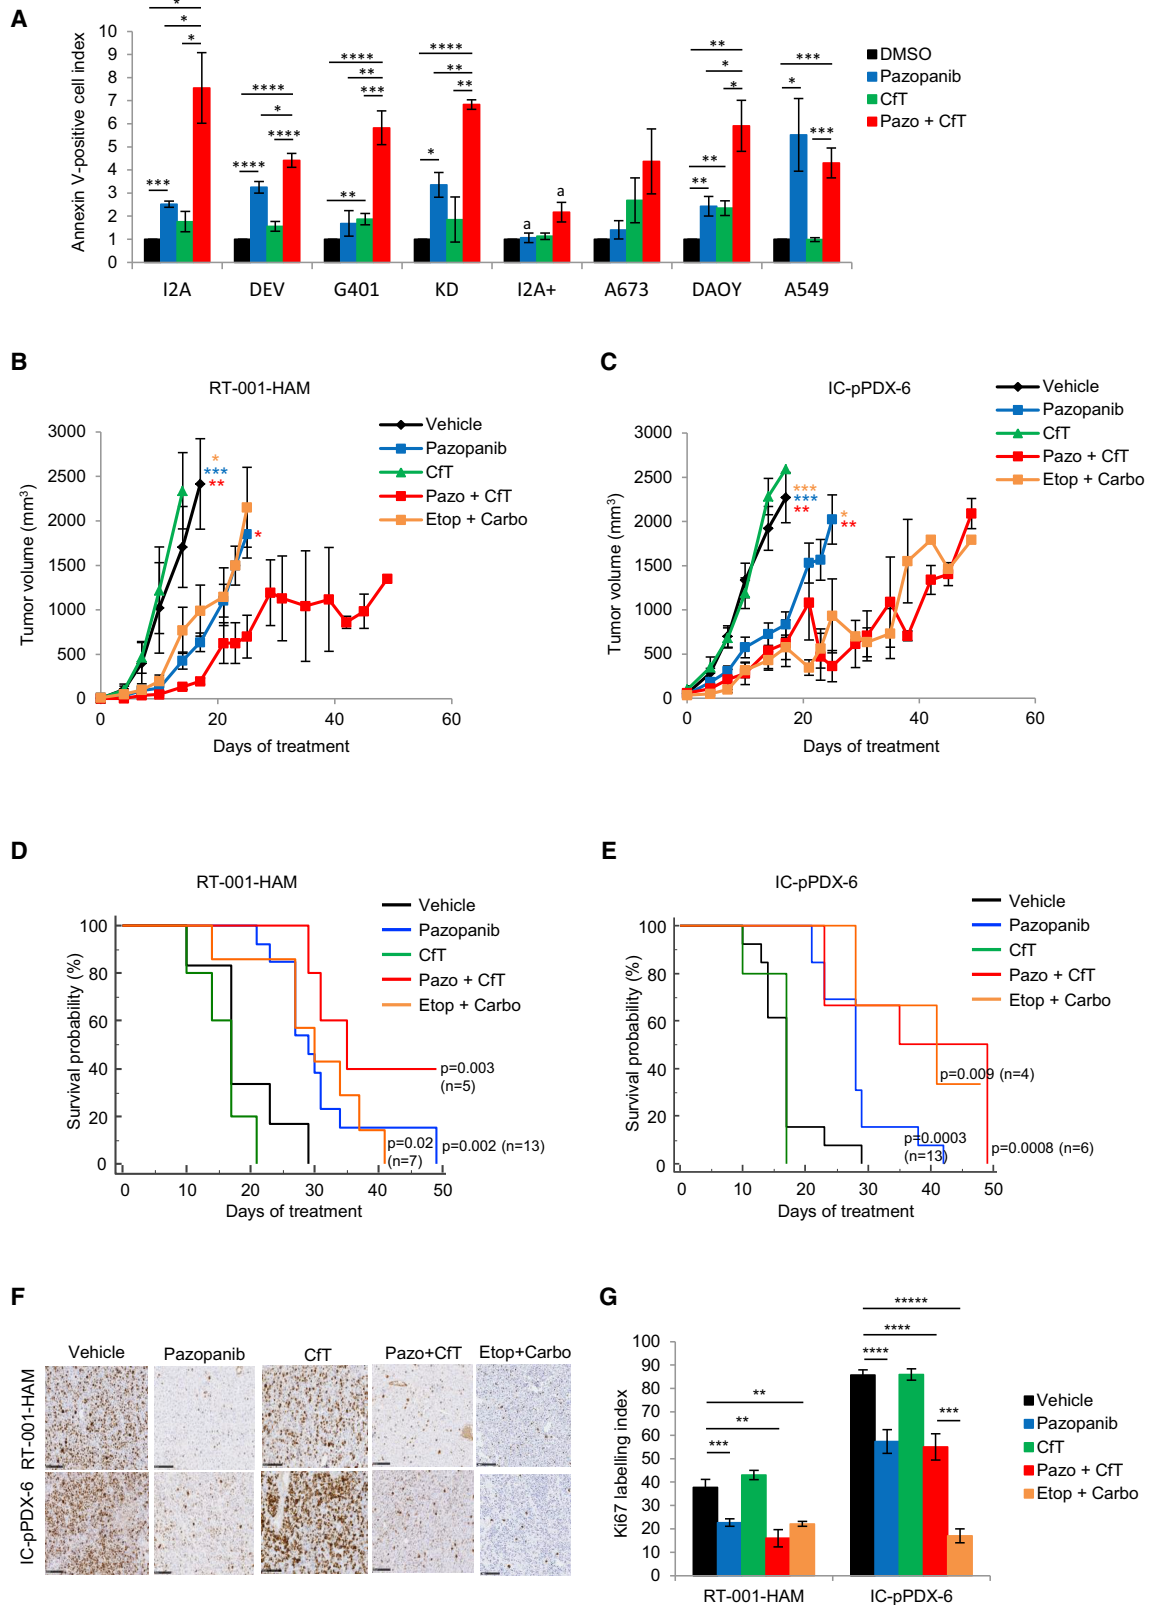 A
Annexin V-positive cell index
10
9
8
7
6
5
4
3
2
1
0
*
*
*
***
****
*
****
****
****
**
***
**
****
**
**
*
a
a
**
*
*
**
**
***
*
***
I2A DEV G401 KD I2A+ A673 DAOY A549
DMSO
Pazopanib
CfT
Pazo + CfT
B
RT-001-HAM
Tumor volume (mm3)
3000
2500
2000
1500
1000
500
0
0 20 40 60
Days of treatment
*
***
**
*
Vehicle
Pazopanib
CfT
Pazo + CfT
Etop + Carbo
C
IC-pPDX-6
Tumor volume (mm3)
3000
2500
2000
1500
1000
500
0
0 20 40 60
Days of treatment
***
***
**
*
**
Vehicle
Pazopanib
CfT
Pazo + CfT
Etop + Carbo
D
RT-001-HAM
Survival probability (%)
100
80
60
40
20
0
0 10 20 30 40 50
Days of treatment
Vehicle
Pazopanib
CfT
Pazo + CfT
Etop + Carbo
p=0.003
(n=5)
p=0.02
(n=7)
p=0.002 (n=13)
E
IC-pPDX-6
Survival probability (%)
100
80
60
40
20
0
0 10 20 30 40 50
Days of treatment
Vehicle
Pazopanib
CfT
Pazo + CfT
Etop + Carbo
p=0.009 (n=4)
p=0.0003
(n=13)
p=0.0008 (n=6)
F
Vehicle Pazopanib CfT Pazo+CfT Etop+Carbo
RT-001-HAM
IC-pPDX-6
G
Ki67 labelling index
100
90
80
70
60
50
40
30
20
10
0
**
**
***
*****
****
****
***
RT-001-HAM IC-pPDX-6
Vehicle
Pazopanib
CfT
Pazo + CfT
Etop + Carbo